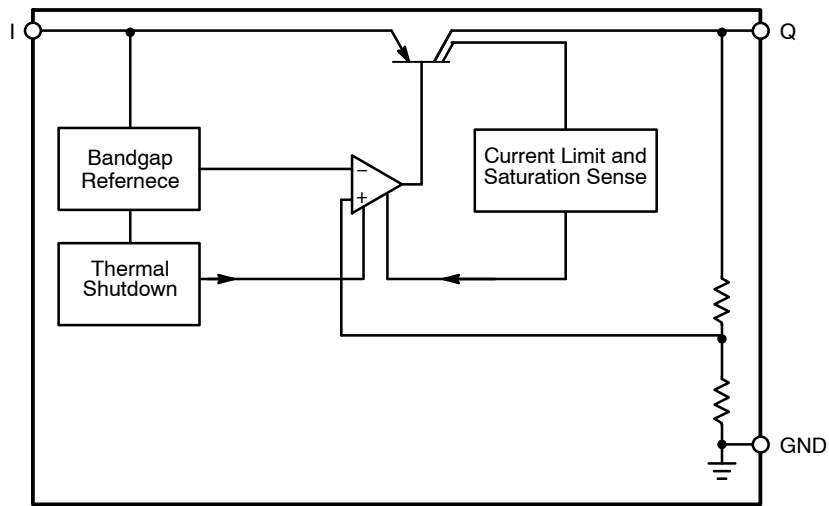 I
Q
Bandgap
Refernece
−
+
Current Limit and
Saturation Sense
Thermal
Shutdown
GND